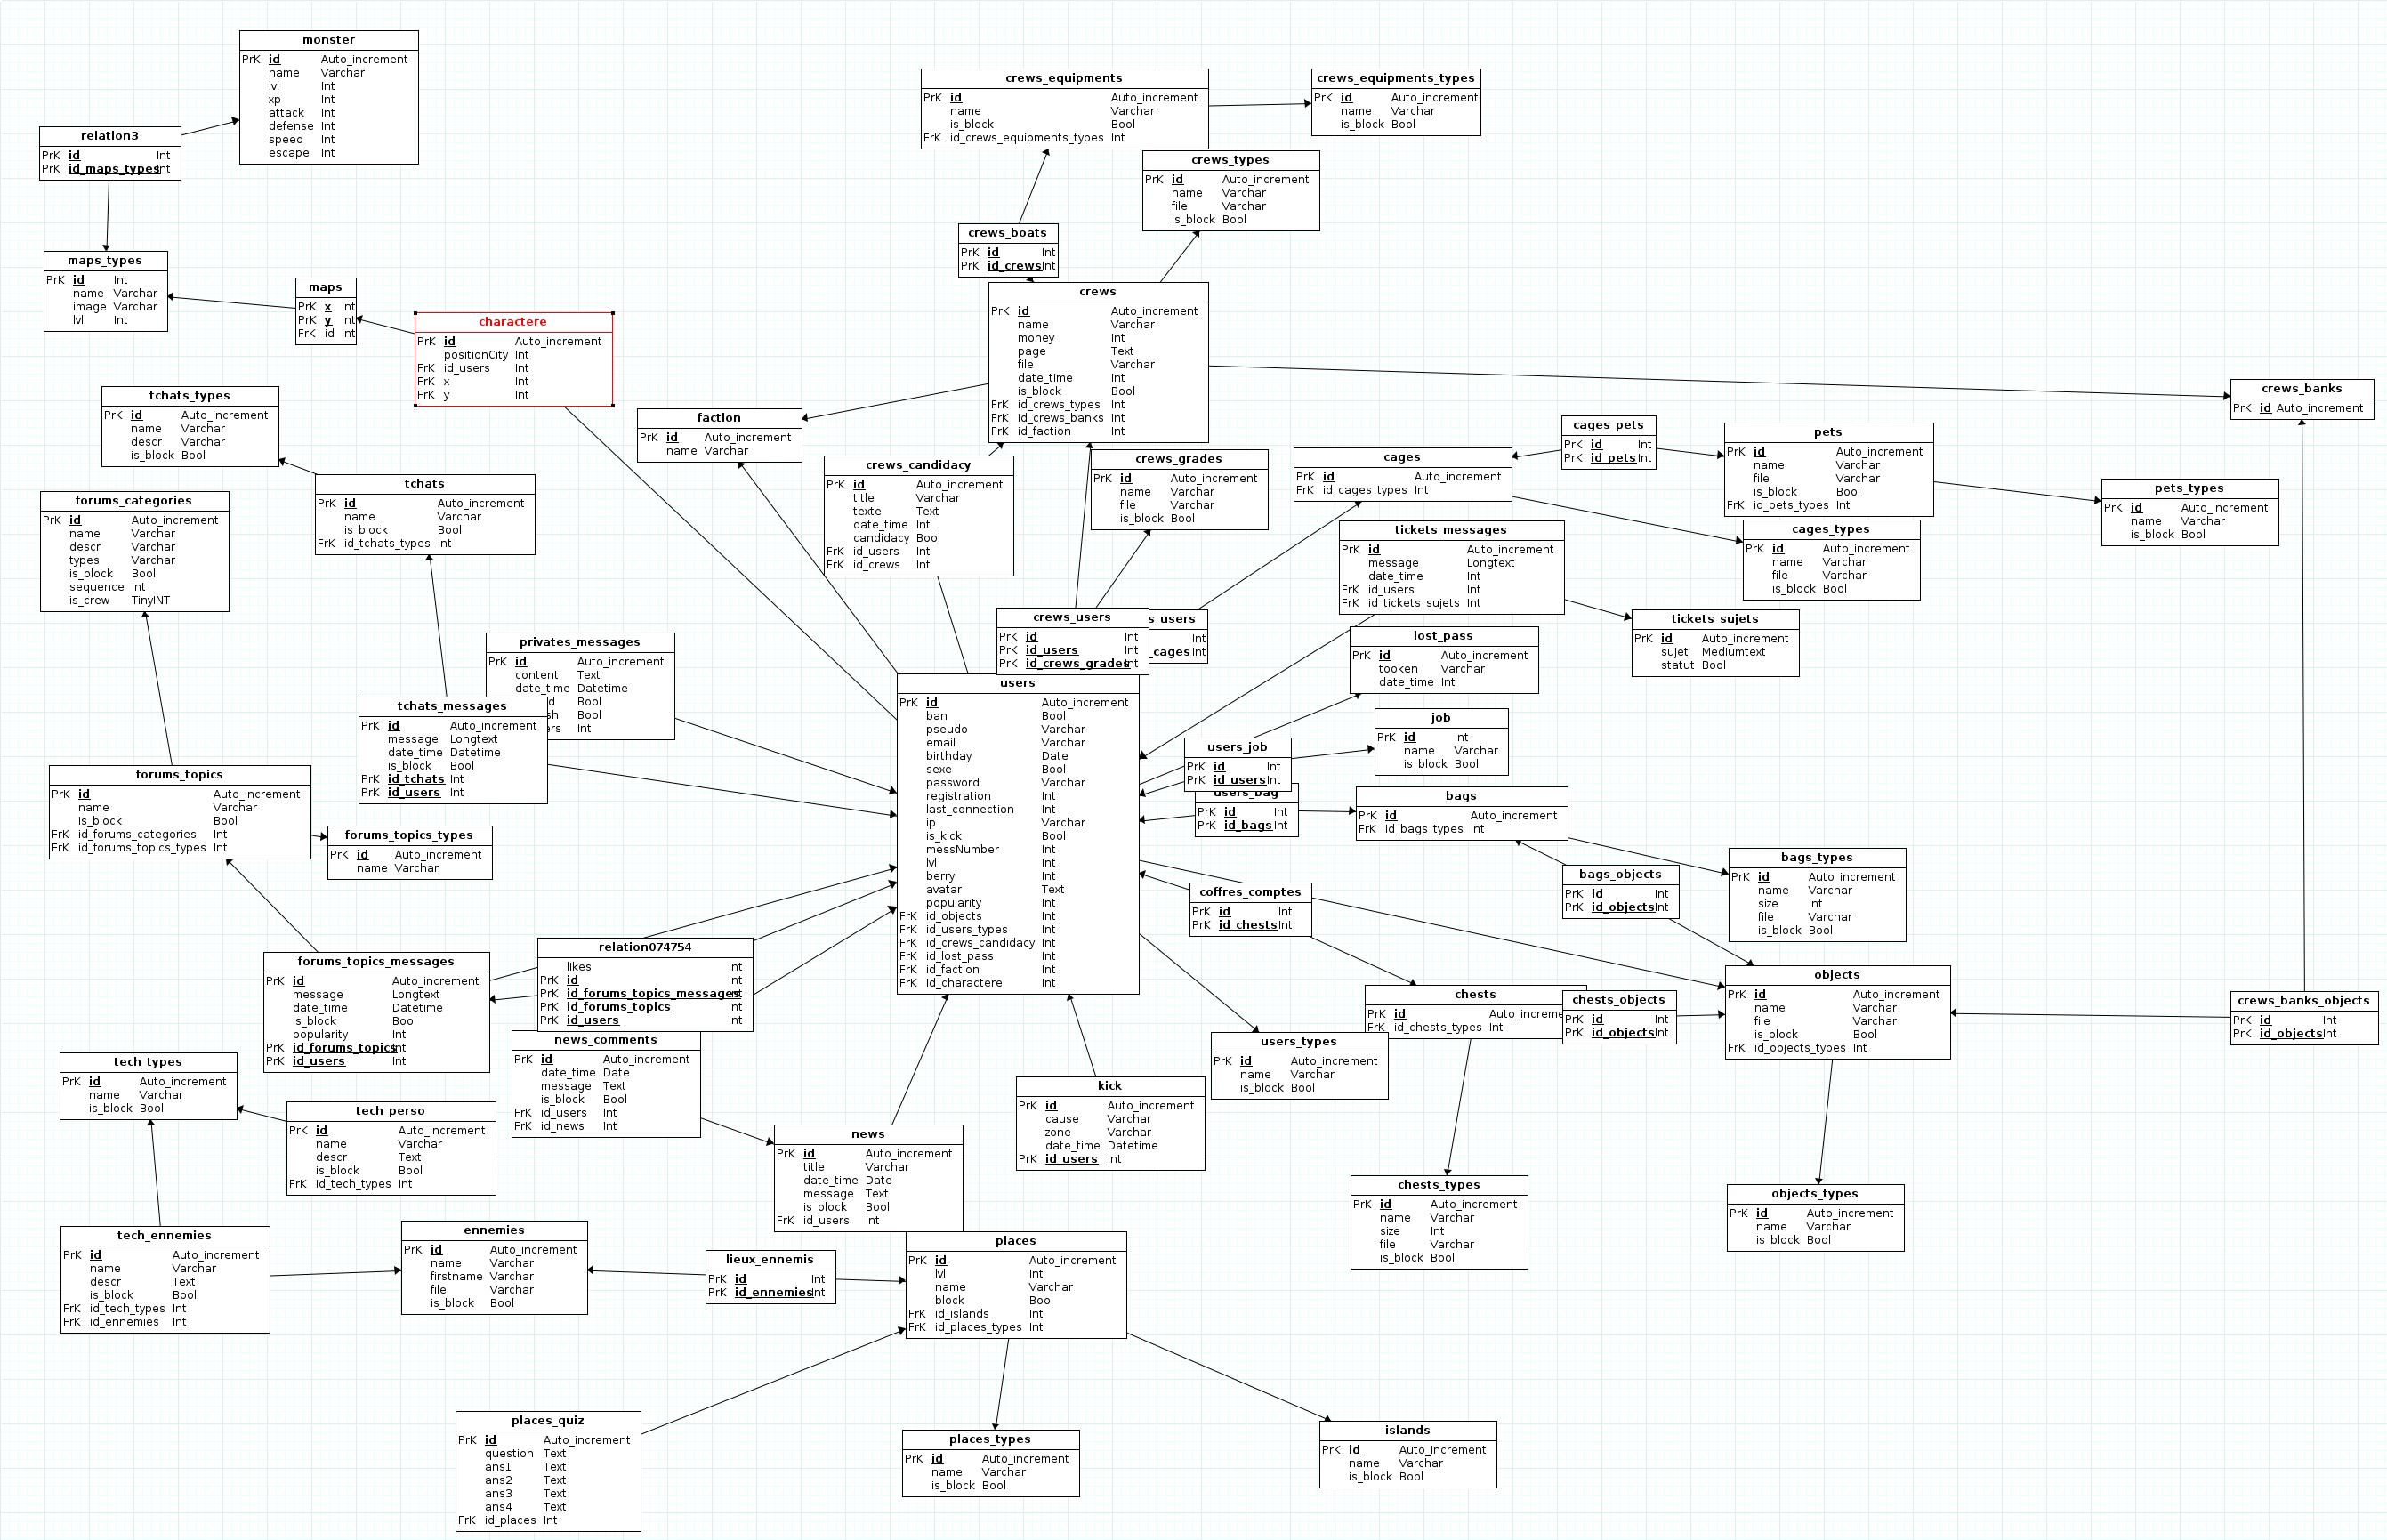 monster
PrK id Auto_increment
name Varchar
lvl Int
xp Int
attack Int
defense Int
speed Int
escape Int
relation3
PrK id Int
PrK id_maps_types Int
maps_types
PrK id Int
name Varchar
image Varchar
lvl Int
maps
PrK x Int
PrK y Int
FrK id Int
charactere
PrK id Auto_increment
positionCity Int
FrK id_users Int
FrK x Int
FrK y Int
crews_equipments
PrK id Auto_increment
name Varchar
is_block Bool
FrK id_crews_equipments_types Int
crews_equipments_types
PrK id Auto_increment
name Varchar
is_block Bool
crews_types
PrK id Auto_increment
name Varchar
file Varchar
is_block Bool
crews_boats
PrK id Int
PrK id_crews Int
crews
PrK id Auto_increment
name Varchar
money Int
page Text
file Varchar
date_time Int
is_block Bool
FrK id_crews_types Int
FrK id_crews_banks Int
FrK id_faction Int
crews_banks
PrK id Auto_increment
tchats_types
PrK id Auto_increment
name Varchar
descr Varchar
is_block Bool
faction
PrK id Auto_increment
name Varchar
crews_candidacy
PrK id Auto_increment
title Varchar
texte Text
date_time Int
candidacy Bool
FrK id_users Int
FrK id_crews Int
crews_grades
PrK id Auto_increment
name Varchar
file Varchar
is_block Bool
cages
PrK id Auto_increment
FrK id_cages_types Int
cages_pets
PrK id Int
PrK id_pets Int
pets
PrK id Auto_increment
name Varchar
file Varchar
is_block Bool
FrK id_pets_types Int
pets_types
PrK id Auto_increment
name Varchar
is_block Bool
cages_types
PrK id Auto_increment
name Varchar
file Varchar
is_block Bool
tchats
PrK id Auto_increment
name Varchar
is_block Bool
FrK id_tchats_types Int
forums_categories
PrK id Auto_increment
name Varchar
descr Varchar
types Varchar
is_block Bool
sequence Int
is_crew TinyINT
tickets_messages
PrK id Auto_increment
message Longtext
date_time Int
FrK id_users Int
FrK id_tickets_sujets Int
tickets_sujets
PrK id Auto_increment
sujet Mediumtext
statut Bool
crews_users
PrK id Int
PrK id_users Int
PrK id_crews_grades Int
s_users
Int
_cages Int
lost_pass
PrK id Auto_increment
tooken Varchar
date_time Int
privates_messages
PrK id Auto_increment
content Text
date_time Datetime
d Bool
sh Bool
ers Int
tchats_messages
PrK id Auto_increment
message Longtext
date_time Datetime
is_block Bool
PrK id_tchats Int
PrK id_users Int
users
PrK id Auto_increment
ban Bool
pseudo Varchar
email Varchar
birthday Date
sexe Bool
password Varchar
registration Int
last_connection Int
ip Varchar
is_kick Bool
messNumber Int
lvl Int
berry Int
avatar Text
popularity Int
FrK id_objects Int
FrK id_users_types Int
FrK id_crews_candidacy Int
FrK id_lost_pass Int
FrK id_faction Int
FrK id_charactere Int
job
PrK id Int
name Varchar
is_block Bool
users_job
PrK id Int
PrK id_users Int
users_bag
PrK id Int
PrK id_bags Int
bags
PrK id Auto_increment
FrK id_bags_types Int
bags_types
PrK id Auto_increment
name Varchar
size Int
file Varchar
is_block Bool
bags_objects
PrK id Int
PrK id_objects Int
forums_topics
PrK id Auto_increment
name Varchar
is_block Bool
FrK id_forums_categories Int
FrK id_forums_topics_types Int
forums_topics_types
PrK id Auto_increment
name Varchar
coffres_comptes
PrK id Int
PrK id_chests Int
relation074754
likes Int
PrK id Int
PrK id_forums_topics_messages Int
PrK id_forums_topics Int
PrK id_users Int
forums_topics_messages
PrK id Auto_increment
message Longtext
date_time Datetime
is_block Bool
popularity Int
PrK id_forums_topics Int
PrK id_users Int
objects
PrK id Auto_increment
name Varchar
file Varchar
is_block Bool
FrK id_objects_types Int
chests
PrK id Auto_increme
FrK id_chests_types Int
chests_objects
PrK id Int
PrK id_objects Int
crews_banks_objects
PrK id Int
PrK id_objects Int
users_types
PrK id Auto_increment
name Varchar
is_block Bool
news_comments
PrK id Auto_increment
date_time Date
message Text
is_block Bool
FrK id_users Int
FrK id_news Int
tech_types
PrK id Auto_increment
name Varchar
is_block Bool
tech_perso
PrK id Auto_increment
name Varchar
descr Text
is_block Bool
FrK id_tech_types Int
kick
PrK id Auto_increment
cause Varchar
zone Varchar
date_time Datetime
PrK id_users Int
news
PrK id Auto_increment
title Varchar
date_time Date
message Text
is_block Bool
FrK id_users Int
chests_types
PrK id Auto_increment
name Varchar
size Int
file Varchar
is_block Bool
objects_types
PrK id Auto_increment
name Varchar
is_block Bool
tech_ennemies
PrK id Auto_increment
name Varchar
descr Text
is_block Bool
FrK id_tech_types Int
FrK id_ennemies Int
ennemies
PrK id Auto_increment
name Varchar
firstname Varchar
file Varchar
is_block Bool
lieux_ennemis
PrK id Int
PrK id_ennemies Int
places
PrK id Auto_increment
lvl Int
name Varchar
block Bool
FrK id_islands Int
FrK id_places_types Int
places_quiz
PrK id Auto_increment
question Text
ans1 Text
ans2 Text
ans3 Text
ans4 Text
FrK id_places Int
places_types
PrK id Auto_increment
name Varchar
is_block Bool
islands
PrK id Auto_increment
name Varchar
is_block Bool